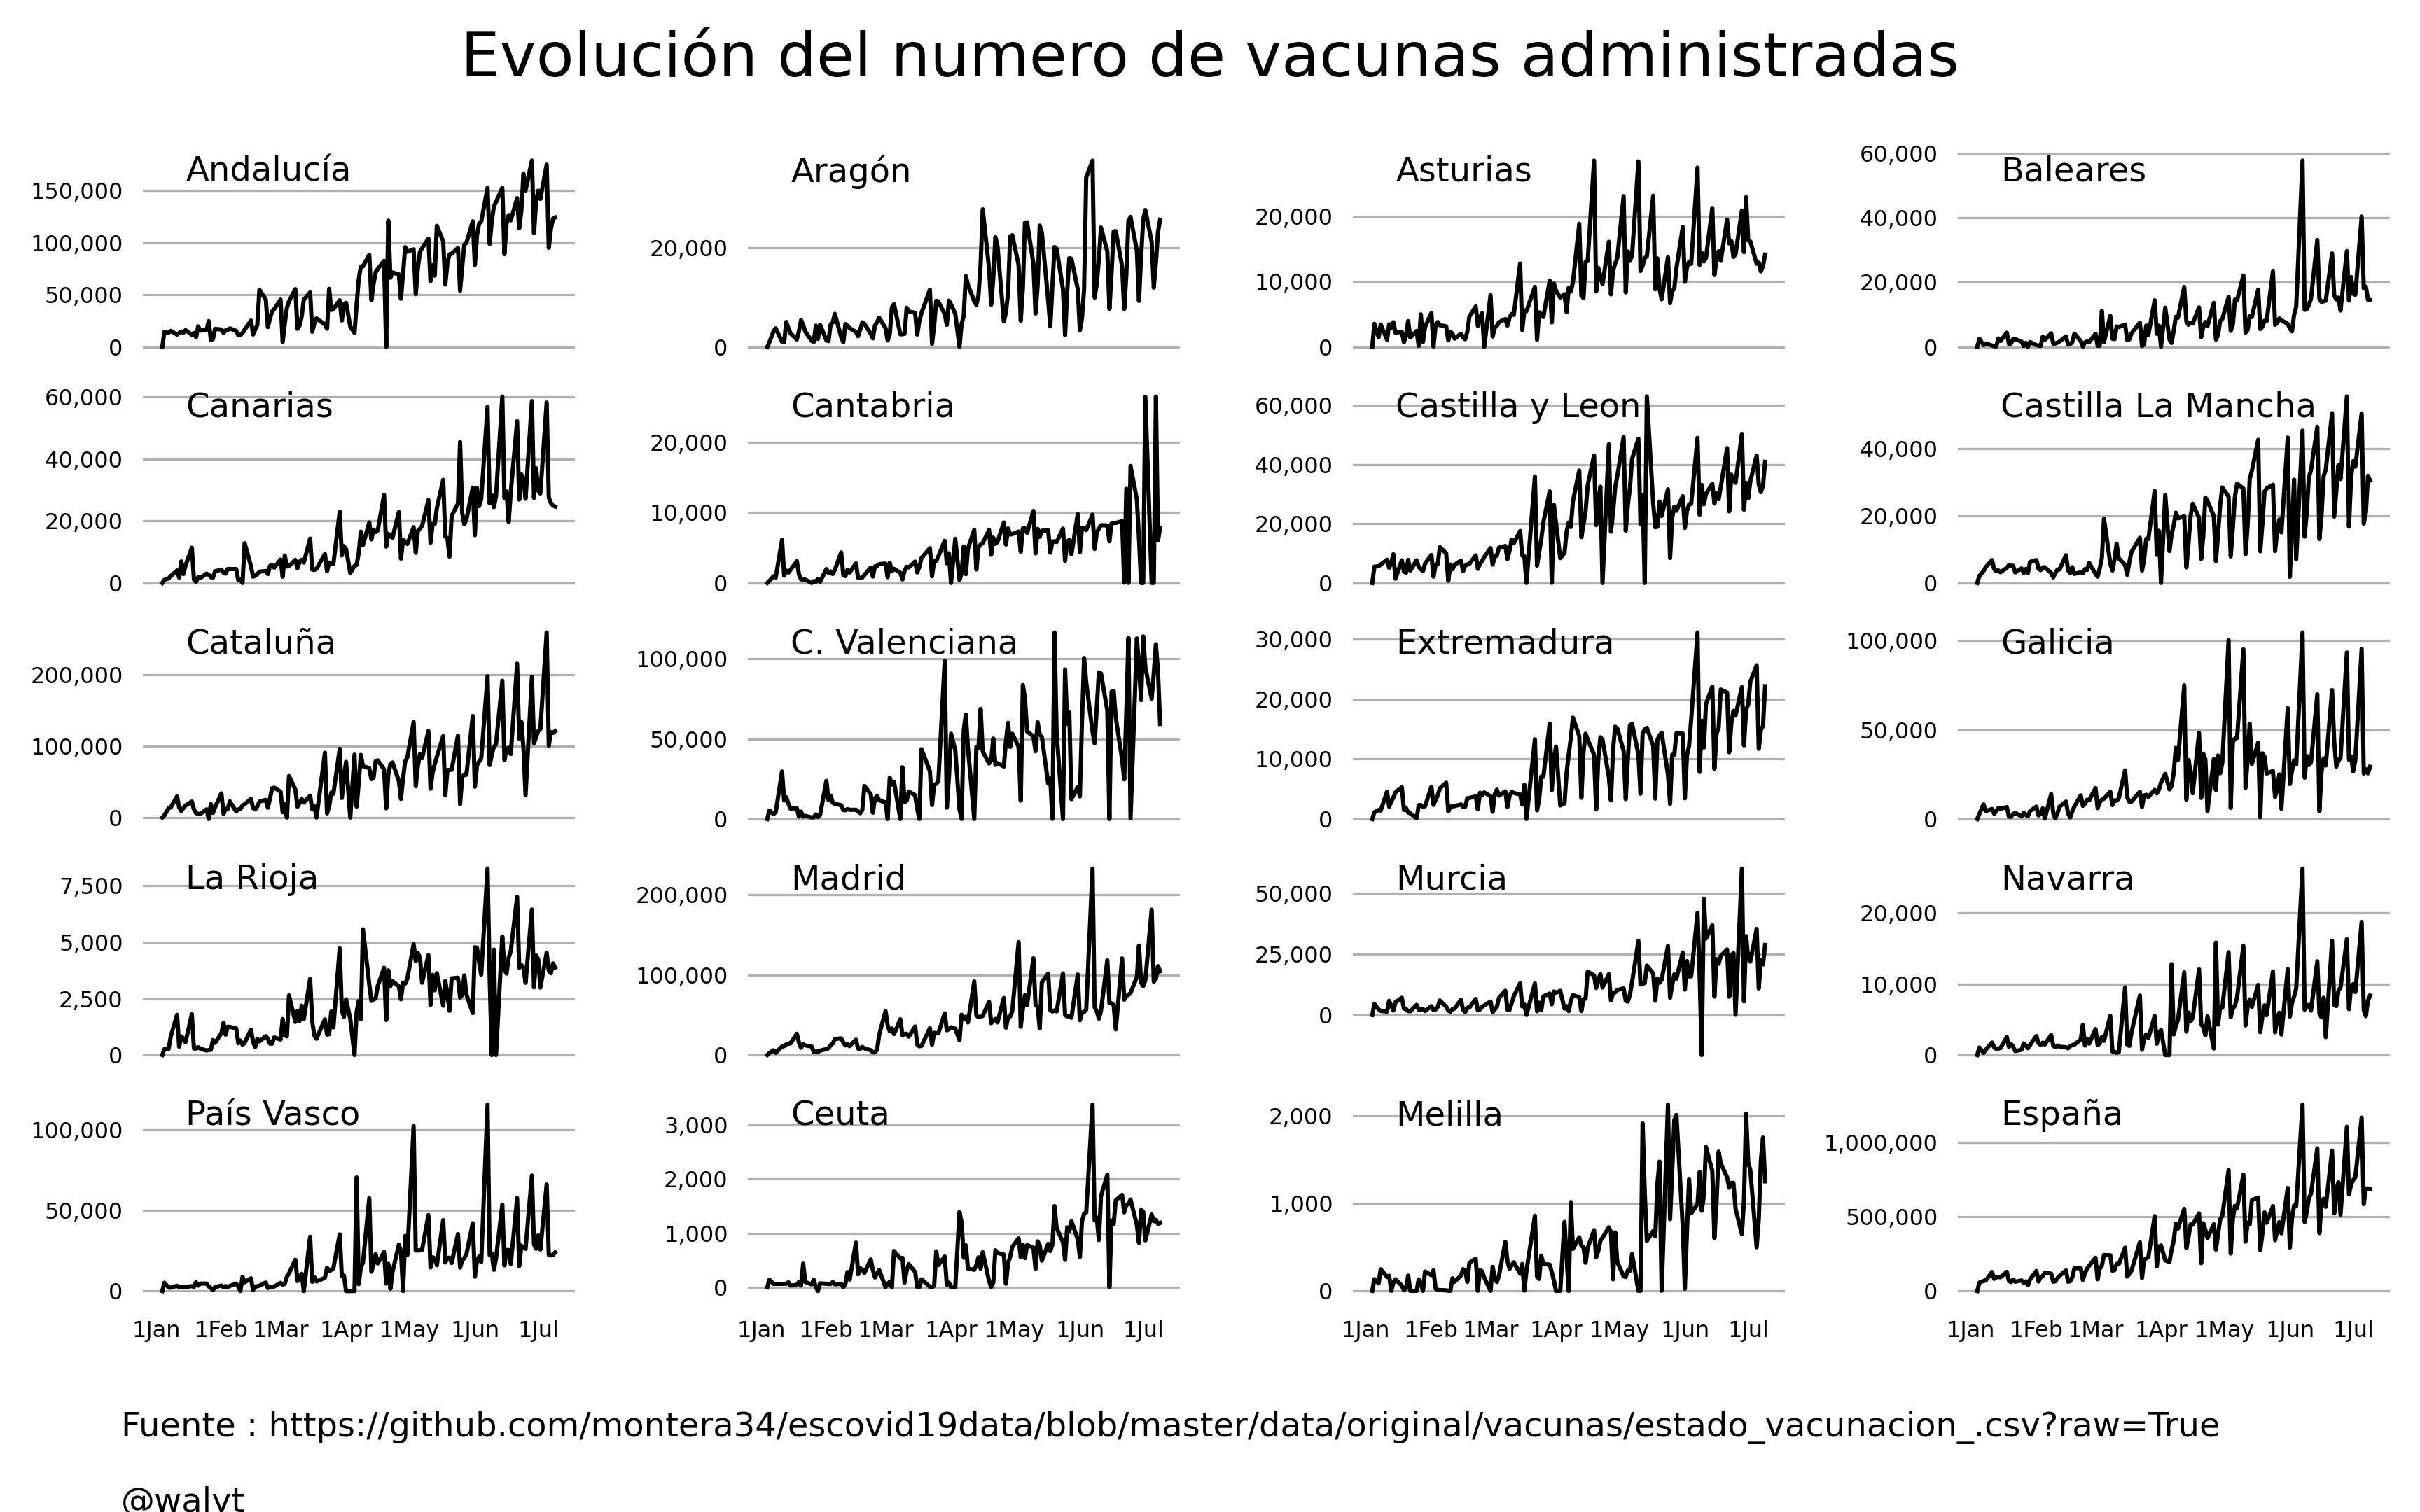 Evolución del numero de vacunas administradas
Andalucía
150,000
100,000
50,000
0
Aragón
20,000
0
Asturias
20,000
10,000
0
Baleares
60,000
40,000
20,000
0
Canarias
60,000
40,000
20,000
0
Cantabria
20,000
10,000
0
Castilla y Leon
60,000
40,000
20,000
0
Castilla La Mancha
40,000
20,000
0
Cataluña
200,000
100,000
0
C. Valenciana
100,000
50,000
0
Extremadura
30,000
20,000
10,000
0
Galicia
100,000
50,000
0
La Rioja
7,500
5,000
2,500
0
Madrid
200,000
100,000
0
Murcia
50,000
25,000
0
Navarra
20,000
10,000
0
País Vasco
100,000
50,000
0
1Jan 1Feb 1Mar 1Apr 1May 1Jun 1Jul
Ceuta
3,000
2,000
1,000
0
1Jan 1Feb 1Mar 1Apr 1May 1Jun 1Jul
Melilla
2,000
1,000
0
1Jan 1Feb 1Mar 1Apr 1May 1Jun 1Jul
España
1,000,000
500,000
0
1Jan 1Feb 1Mar 1Apr 1May 1Jun 1Jul
Fuente : https://github.com/montera34/escovid19data/blob/master/data/original/vacunas/estado_vacunacion_.csv?raw=True
@walyt